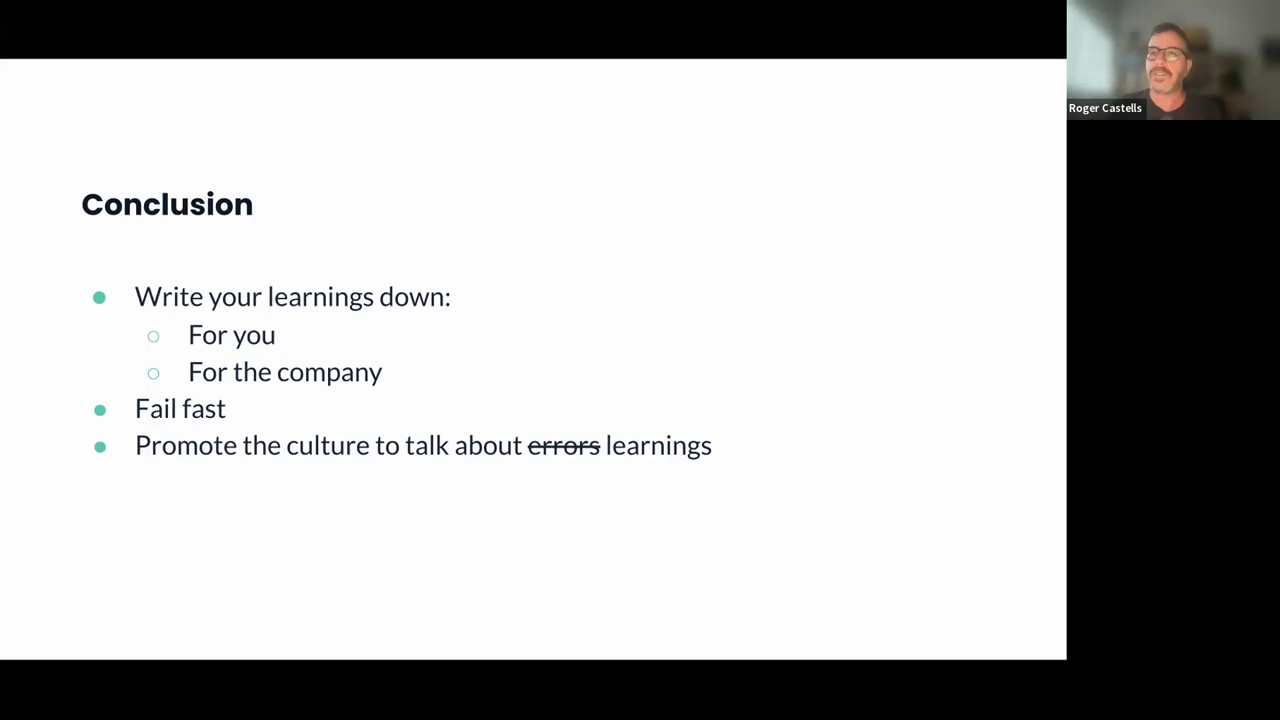 Conclusion
Write your learnings down:
For you
For the company
Fail fast
Promote the culture to talk about errors learnings
Roger Castells